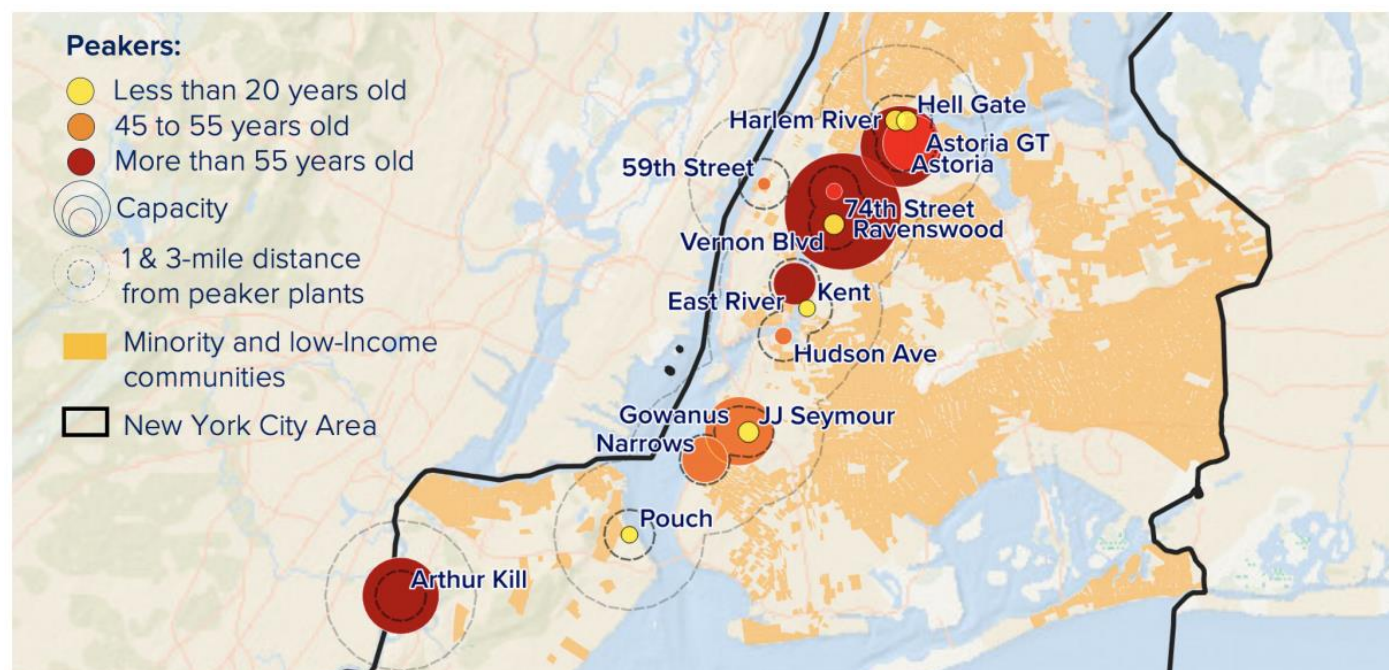 Peakers:
Less than 20 years old
45 to 55 years old
More than 55 years old
Capacity
1 & 3-mile distance
from peaker plants
Minority and low-Income
communities
New York City Area
Hell Gate
Harlem River
Astoria GT
Astoria
59th Street
74th Street
Ravenswood
Vernon Blvd
East River
Kent
Hudson Ave
Gowanus
JJ Seymour
Narrows
Pouch
Arthur Kill